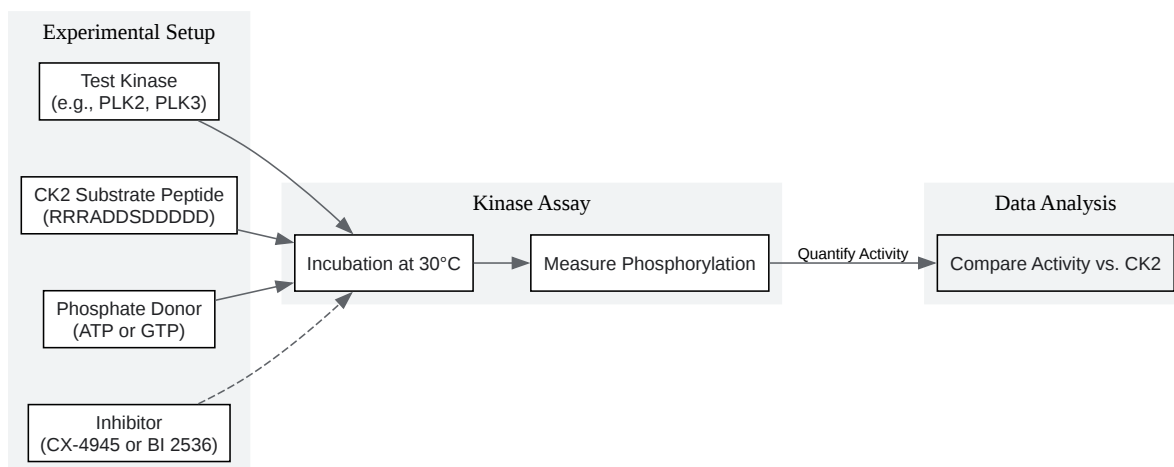 Experimental Setup
Test Kinase
(e.g., PLK2, PLK3)
CK2 Substrate Peptide
(RRRADDSDDDDD)
Phosphate Donor
(ATP or GTP)
Inhibitor
(CX-4945 or BI 2536)
Kinase Assay
Incubation at 30°C
Measure Phosphorylation
Quantify Activity
Data Analysis
Compare Activity vs. CK2